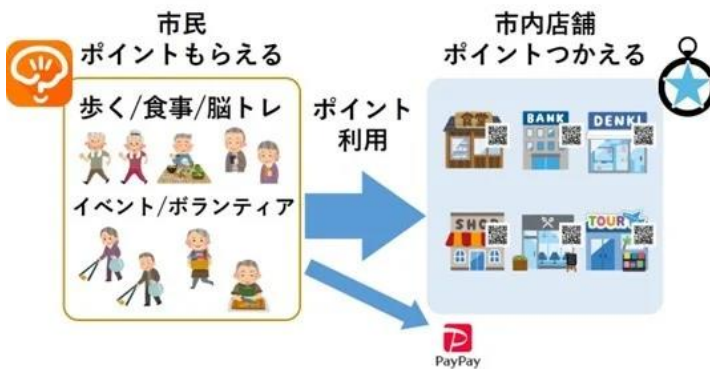 市民
ポイントもらえる
歩く/食事/脳トレ
イベント/ボランティア
ポイント
利用
市内店舗
ポイントつかえる
食堂
BANK
DENKI
SHOP
TOUR
PayPay